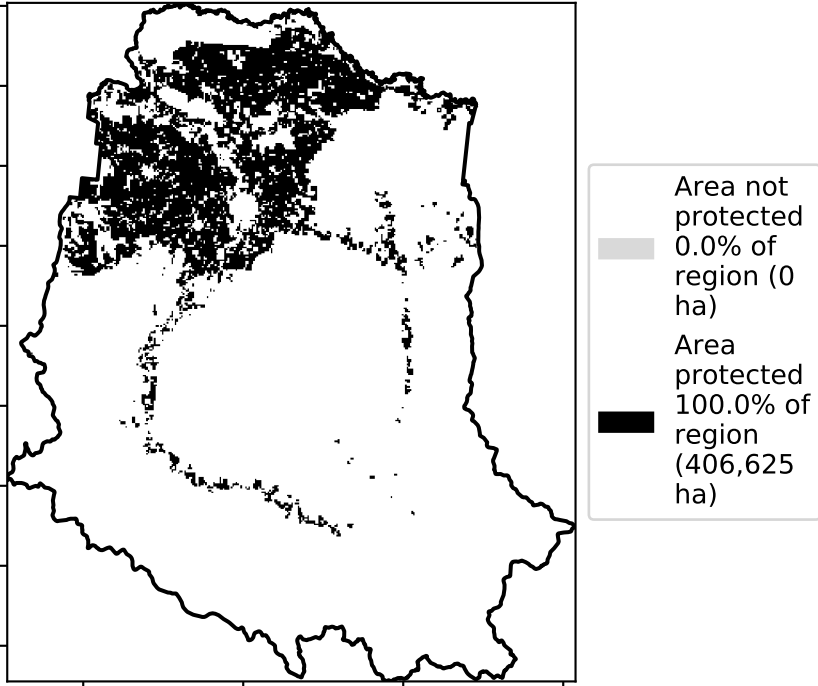 Area not
protected
0.0% of
region (0
ha)
Area
protected
100.0% of
region
(406,625
ha)